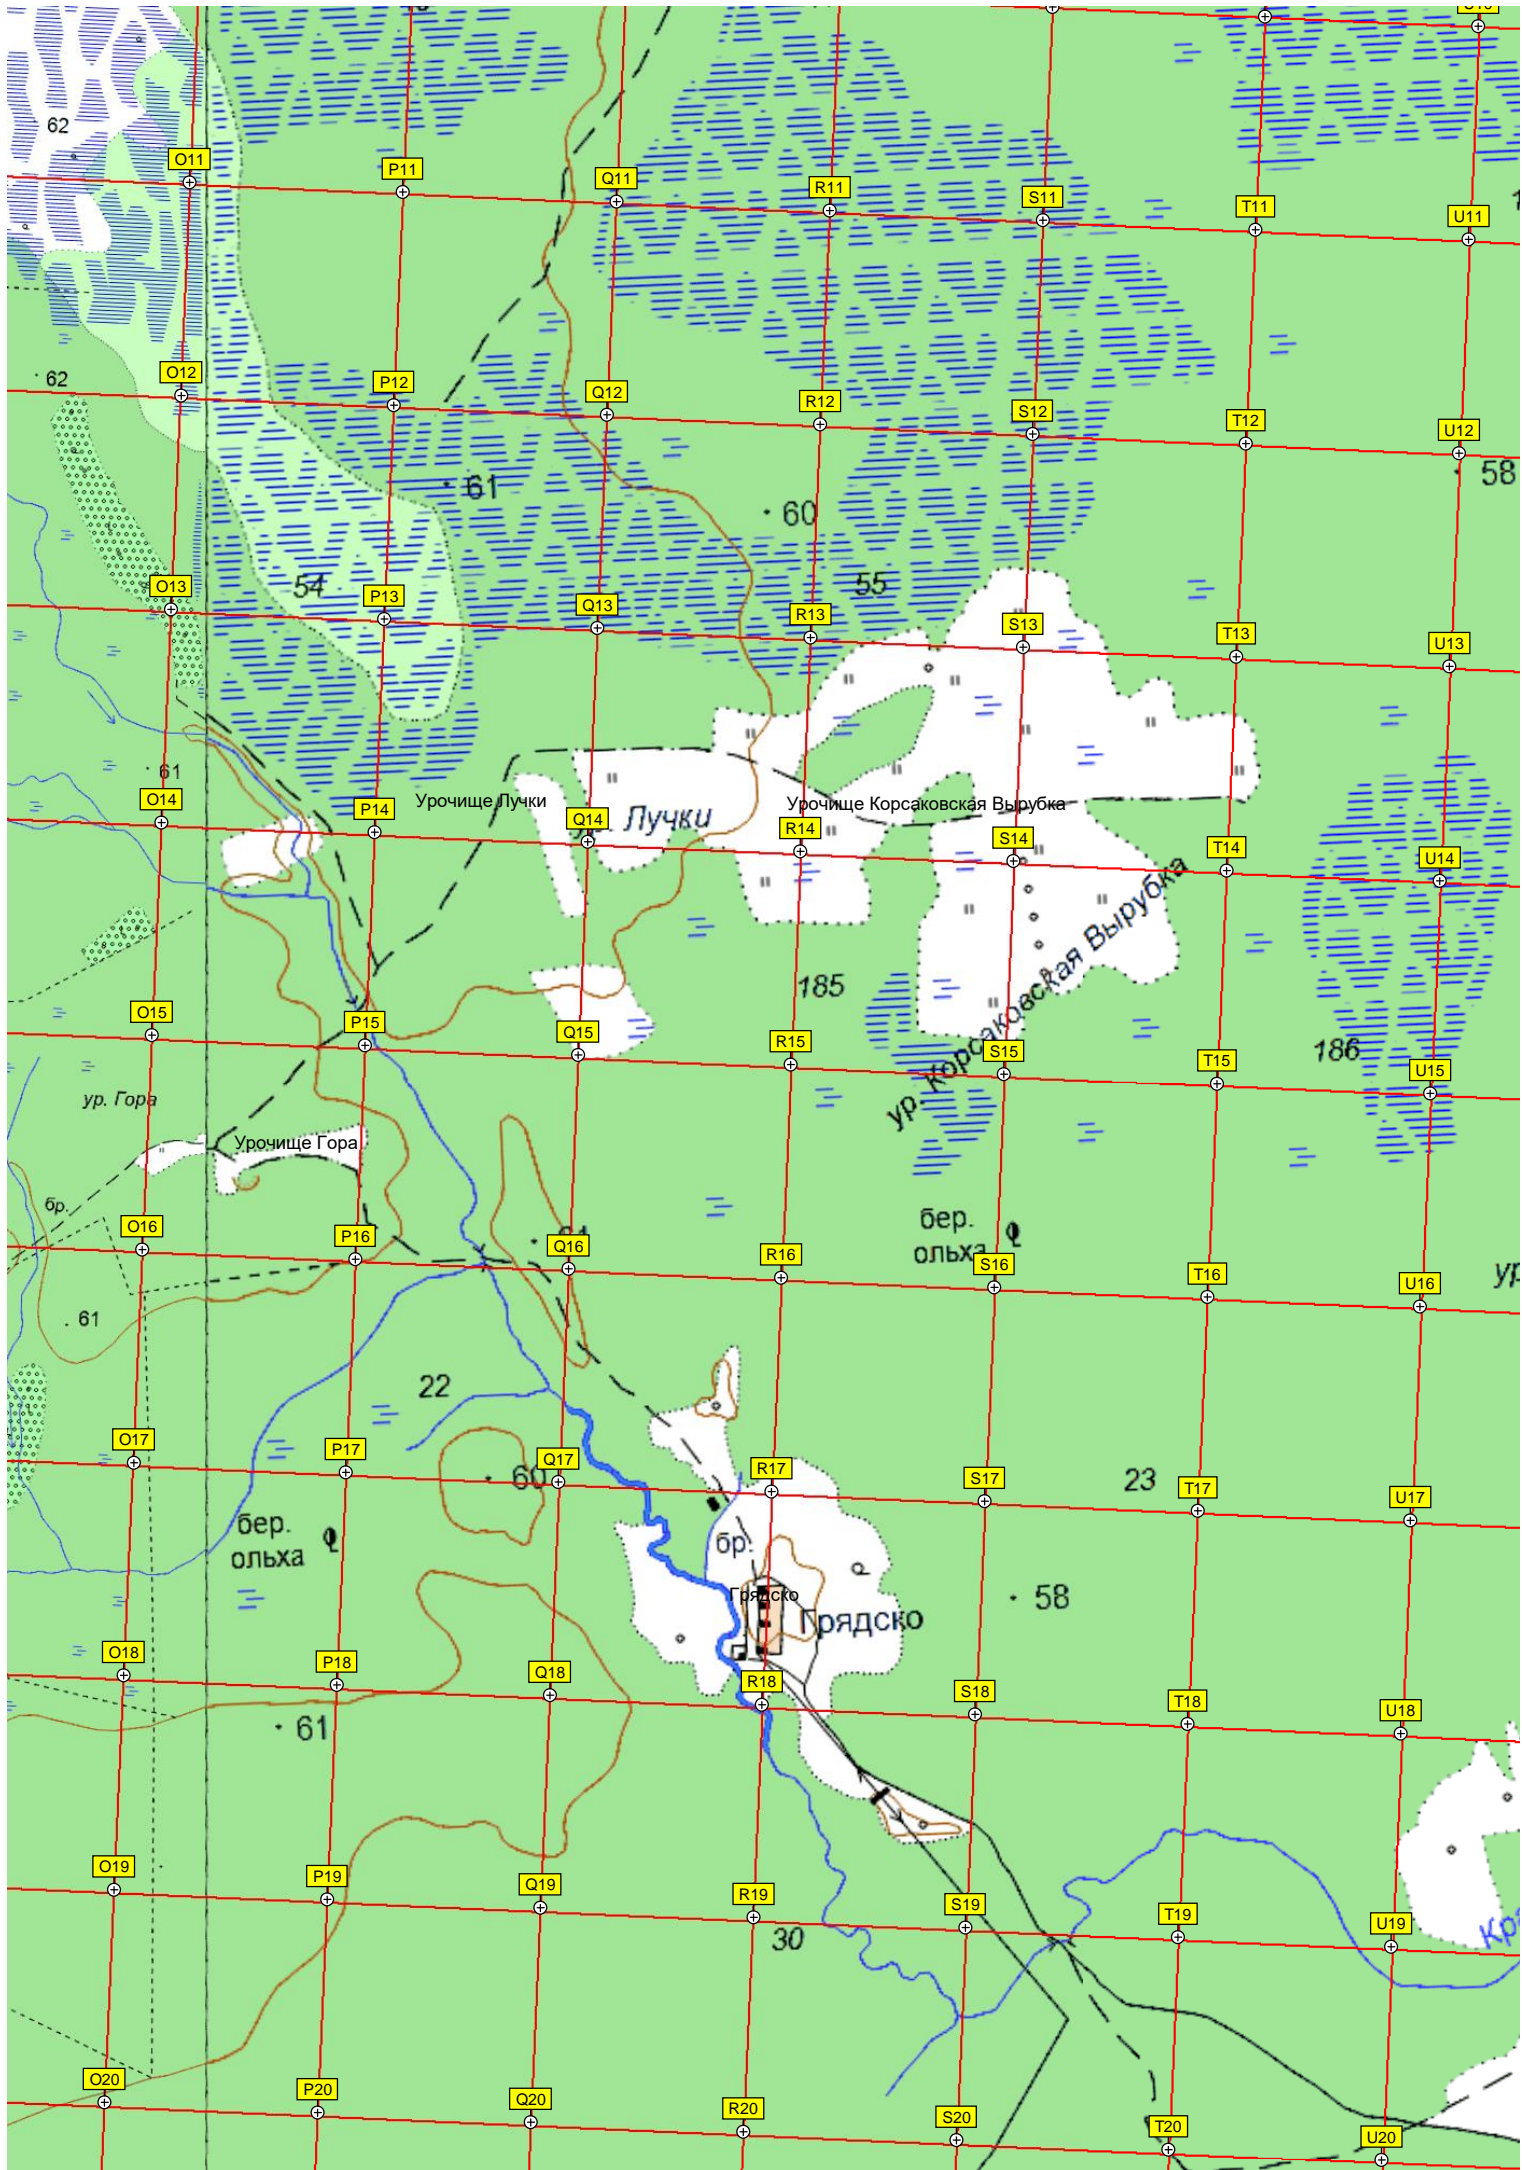 62
O11
P11
Q11
R11
S11
T11
U11
62
O12
P12
Q12
R12
S12
T12
U12
61
60
58
O13
54
P13
Q13
R13
55
S13
T13
U13
61
O14
P14
Урочище Лучки
Q14
Лучки
Урочище Корсаковская Вырубка
R14
S14
T14
U14
185
ур. Корсаковская Вырубка
O15
P15
Q15
R15
S15
T15
186
U15
ур. Гора
Урочище Гора
бр.
O16
P16
Q16
R16
бер.
ольха
S16
T16
U16
ур
61
22
O17
P17
60
Q17
R17
S17
23
T17
U17
бер.
ольха
бр.
Грядско
Грядско
58
O18
P18
Q18
R18
S18
T18
U18
61
O19
P19
Q19
R19
S19
T19
U19
30
Кра
O20
P20
Q20
R20
S20
T20
U20